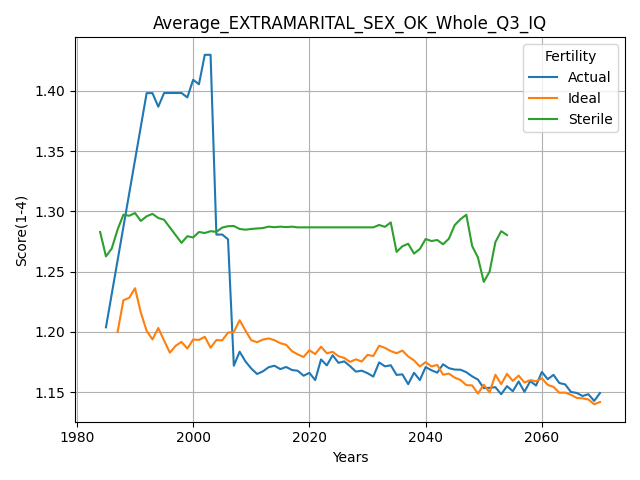 Average_EXTRAMARITAL_SEX_OK_Whole_Q3_IQ
Fertility
Actual
Ideal
Sterile
Score(1-4)
1.40
1.35
1.30
1.25
1.20
1.15
1980
2000
2020
2040
2060
Years